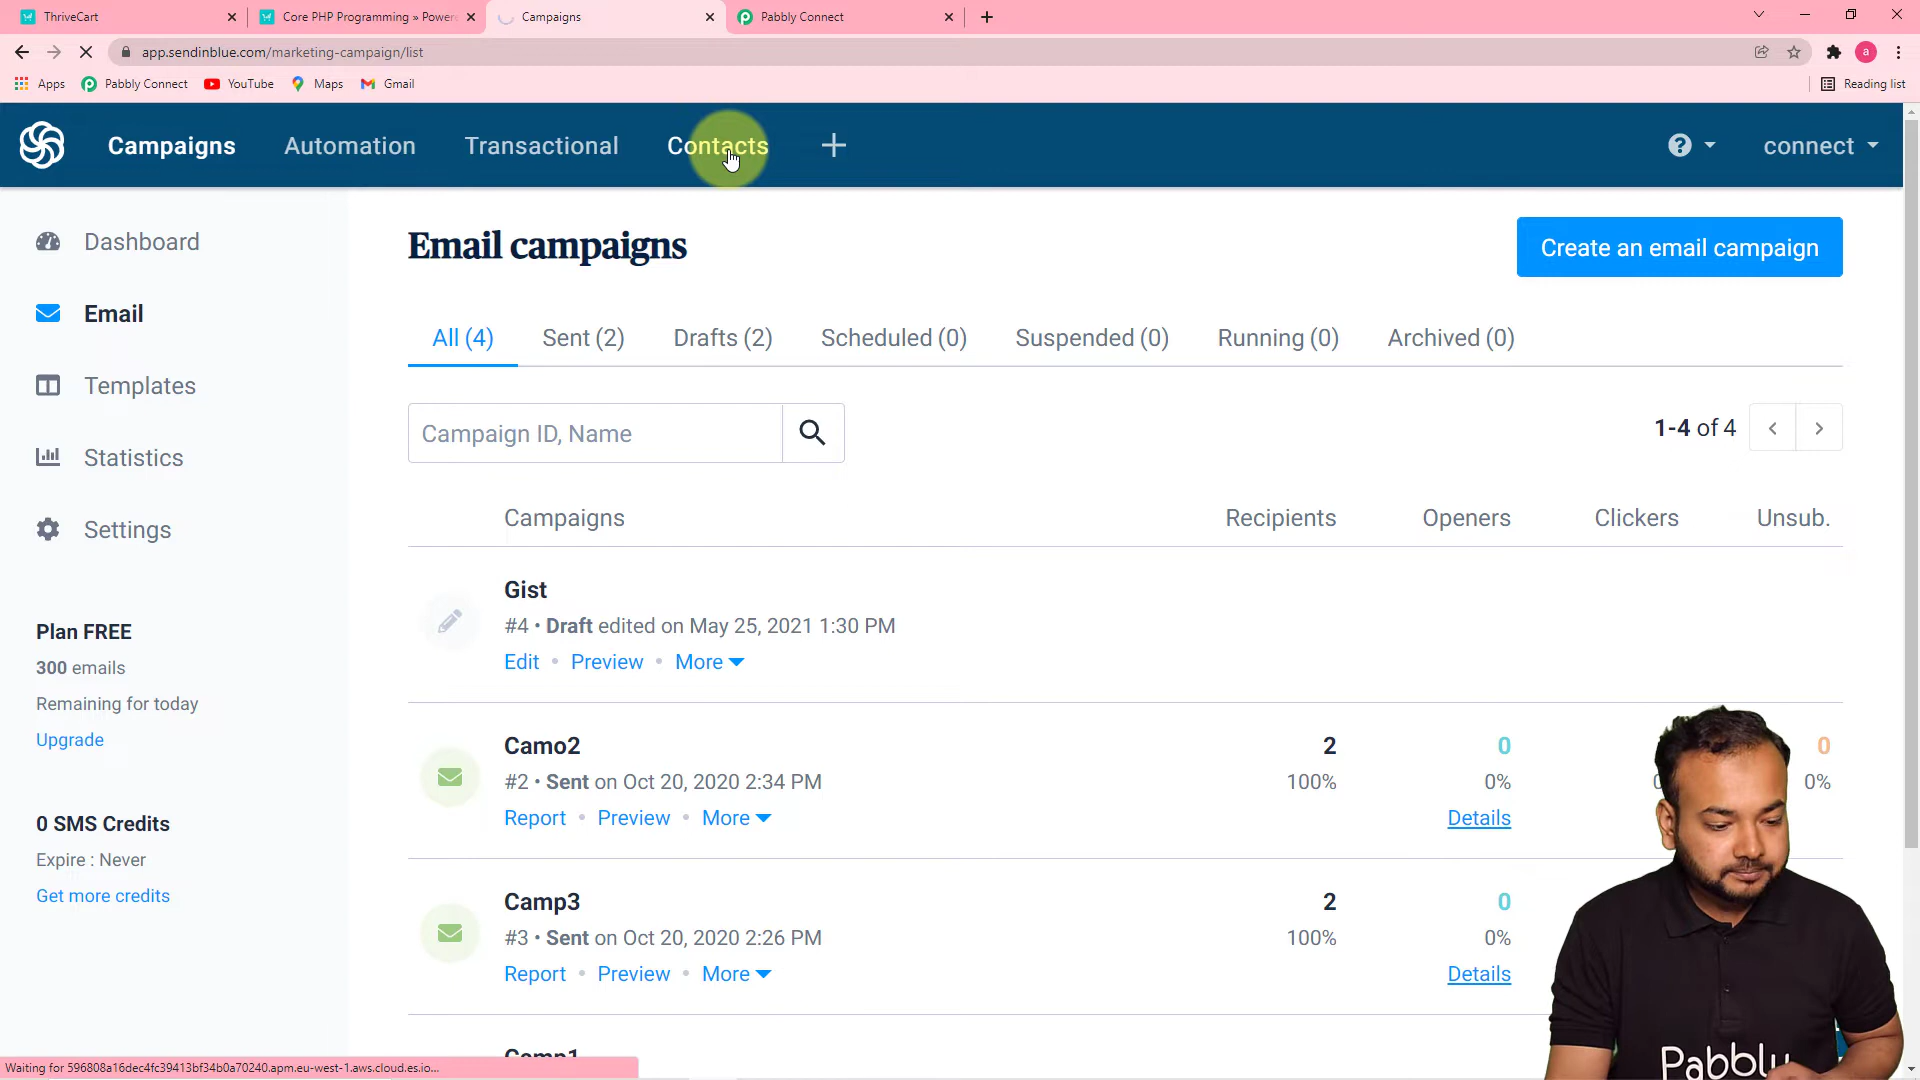 ThriveCart
Core PHP Programming » Powere
Campaigns
Pabbly Connect
app.sendinblue.com/marketing-campaign/list
a
Apps
Pabbly Connect
YouTube
Maps
Gmail
Reading list
Campaigns
Automation
Transactional
Contacts
connect
Dashboard
Email
Templates
Statistics
Settings
Plan FREE
300 emails
Remaining for today
Upgrade
0 SMS Credits
Expire : Never
Get more credits
Email campaigns
Create an email campaign
All (4)
Sent (2)
Drafts (2)
Scheduled (0)
Suspended (0)
Running (0)
Archived (0)
Campaign ID, Name
1-4 of 4
Campaigns
Recipients
Openers
Clickers
Unsub.
Gist
#4 • Draft edited on May 25, 2021 1:30 PM
Edit • Preview • More
Camo2
2
0
0
#2 • Sent on Oct 20, 2020 2:34 PM
100%
0%
0%
Report • Preview • More
Details
Camp3
2
0
#3 • Sent on Oct 20, 2020 2:26 PM
100%
0%
Report • Preview • More
Details
Camp1
Waiting for 596808a16dec4fc39413bf34b0a70240.apm.eu-west-1.aws.cloud.es.io...
Pabbly